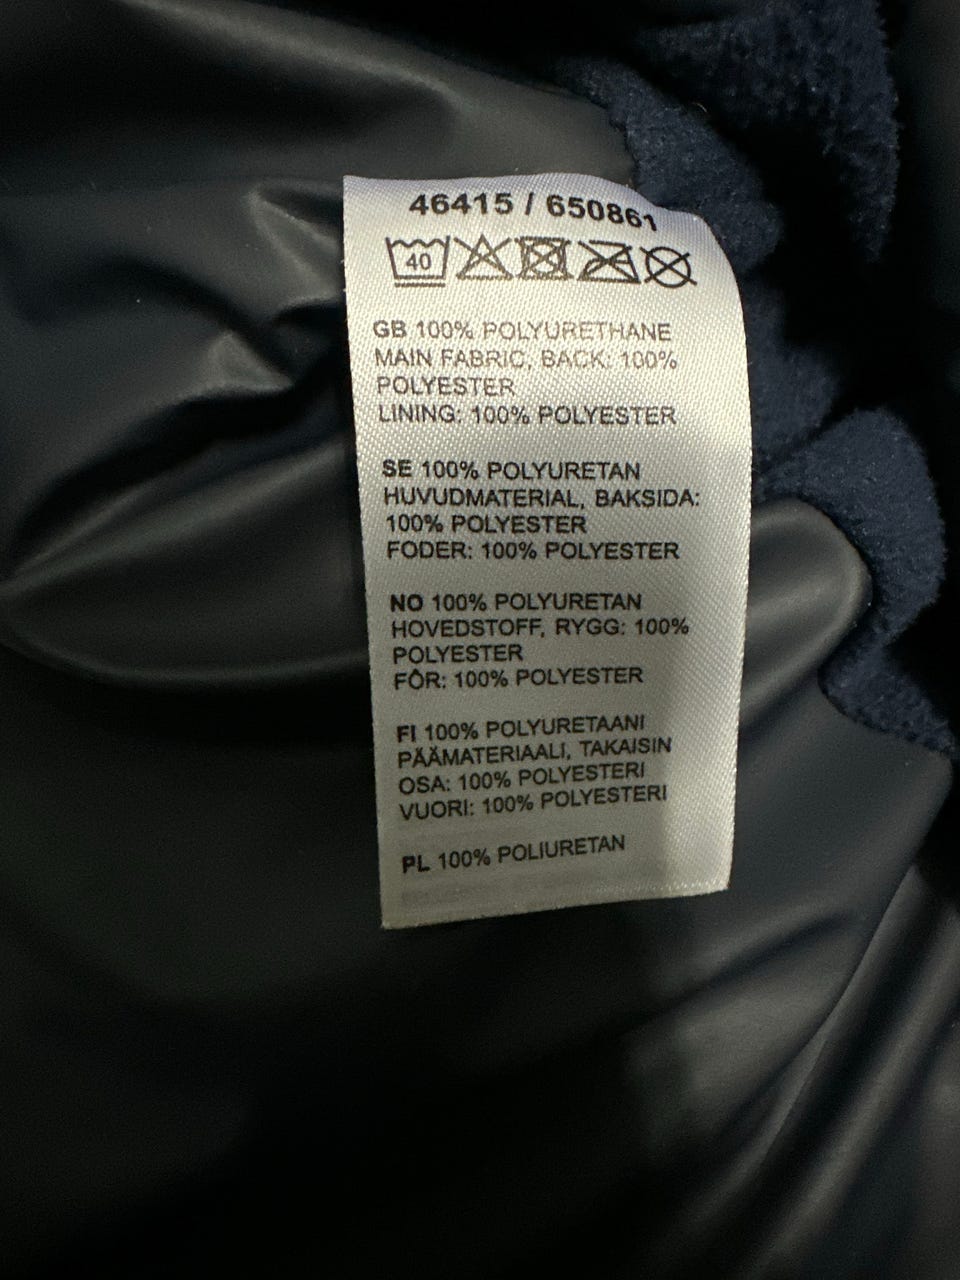 46415 / 650861
40
GB 100% POLYURETHANE
MAIN FABRIC, BACK: 100%
POLYESTER
LINING: 100% POLYESTER
SE 100% POLYURETAN
HUVUDMATERIAL, BAKSIDA:
100% POLYESTER
FODER: 100% POLYESTER
NO 100% POLYURETAN
HOVEDSTOFF, RYGG: 100%
POLYESTER
FÔR: 100% POLYESTER
FI 100% POLYURETAANI
PÄÄMATERIAALI, TAKAISIN
OSA: 100% POLYESTERI
VUORI: 100% POLYESTERI
PL 100% POLIURETAN